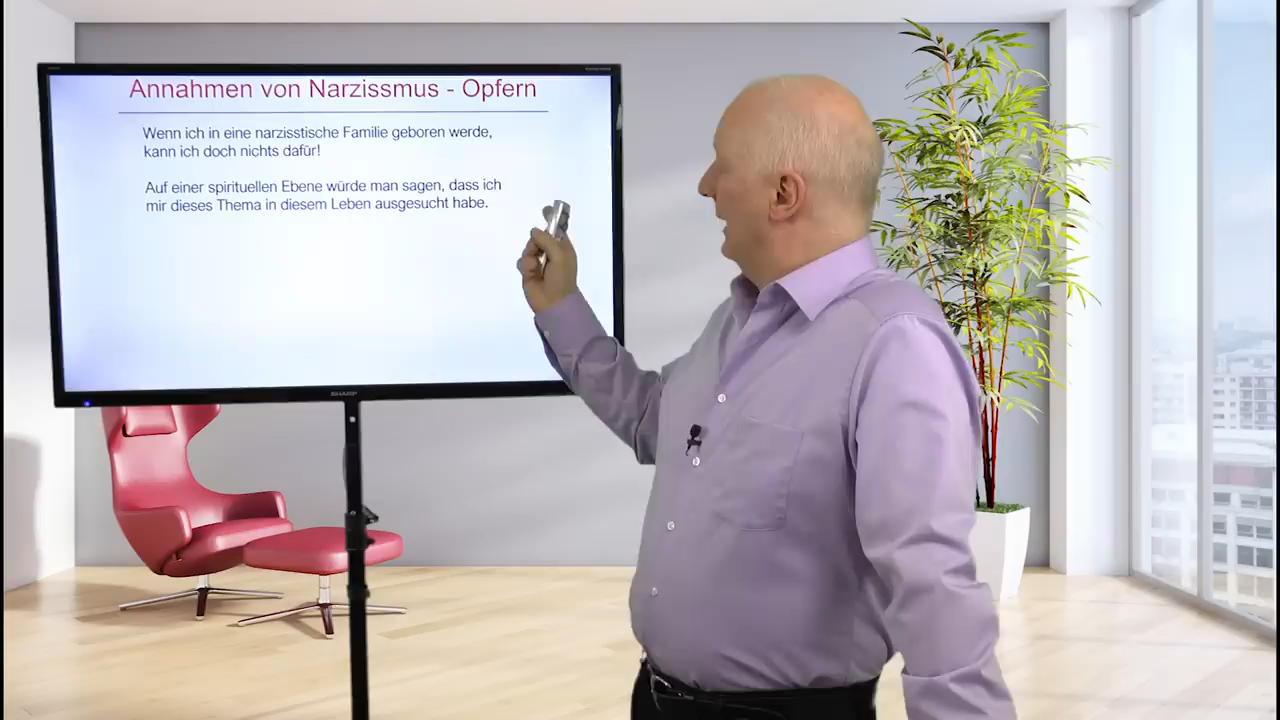 Annahmen von Narzissmus - Opfern
Wenn ich in eine narzisstische Familie geboren werde,
kann ich doch nichts dafür!
Auf einer spirituellen Ebene würde man sagen, dass ich
mir dieses Thema in diesem Leben ausgesucht habe.
SHARP